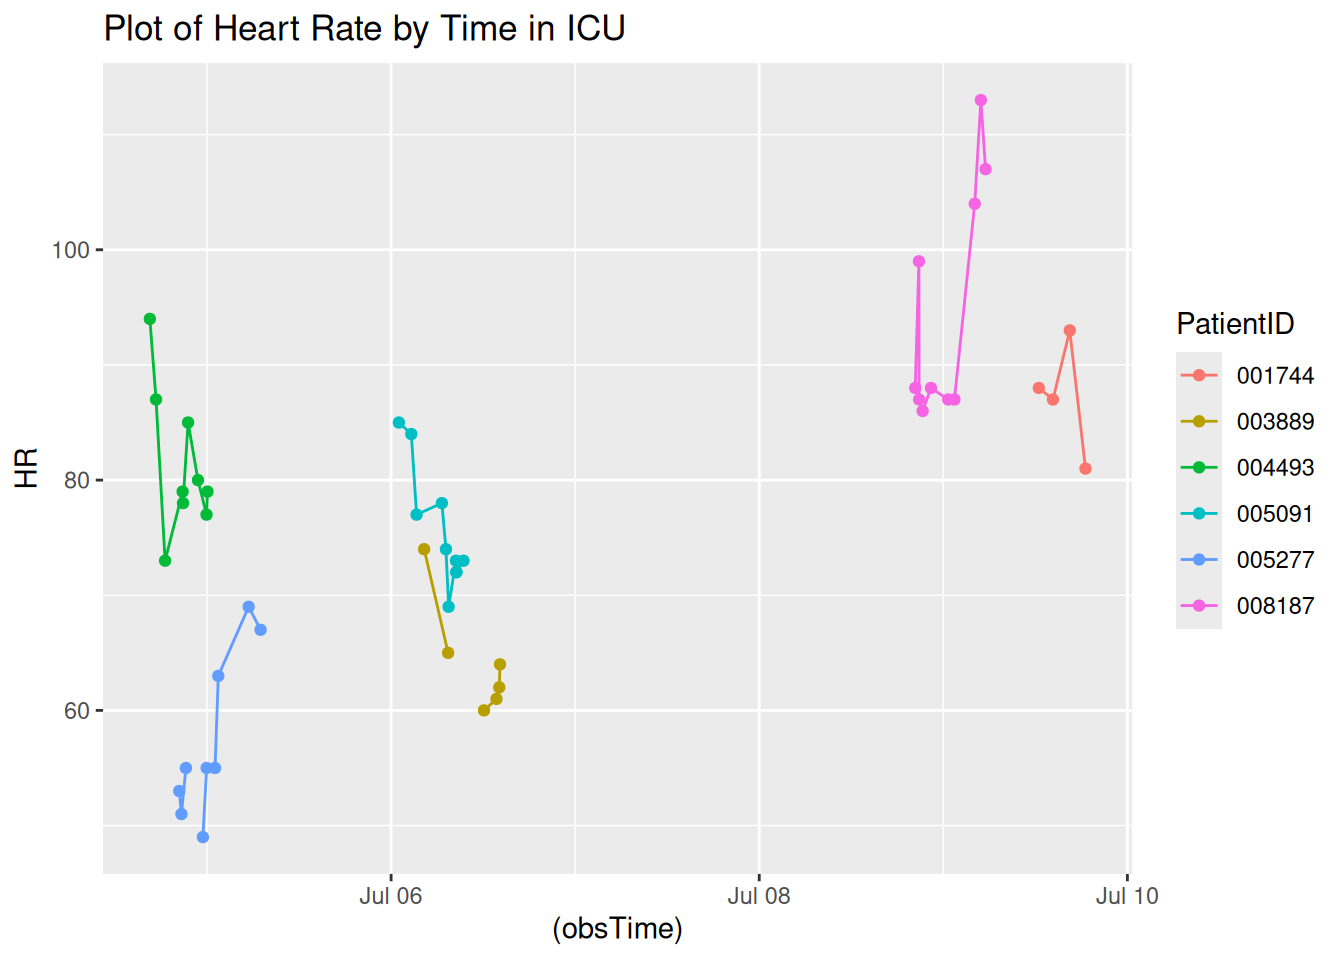 Plot of Heart Rate by Time in ICU
HR
100
80
60
Jul 06
Jul 08
Jul 10
(obsTime)
PatientID
001744
003889
004493
005091
005277
008187